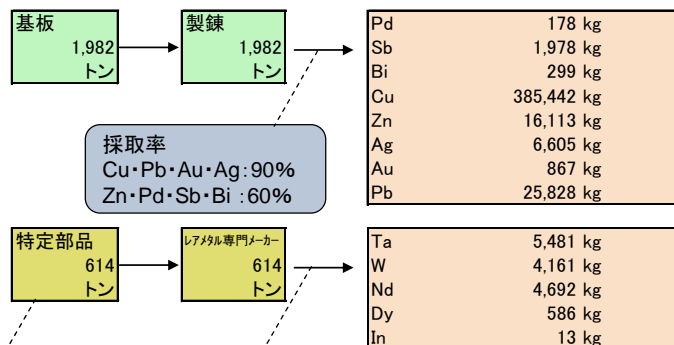 基板
1,982
トン
製錬
1,982
トン
Pd 178 kg
Sb 1,978 kg
Bi 299 kg
Cu 385,442 kg
Zn 16,113 kg
Ag 6,605 kg
Au 867 kg
Pb 25,828 kg
採取率
Cu・Pb・Au・Ag：90%
Zn・Pd・Sb・Bi：60%
特定部品
614
トン
レアメタル専門メーカー
614
トン
Ta 5,481 kg
W 4,161 kg
Nd 4,692 kg
Dy 586 kg
In 13 kg